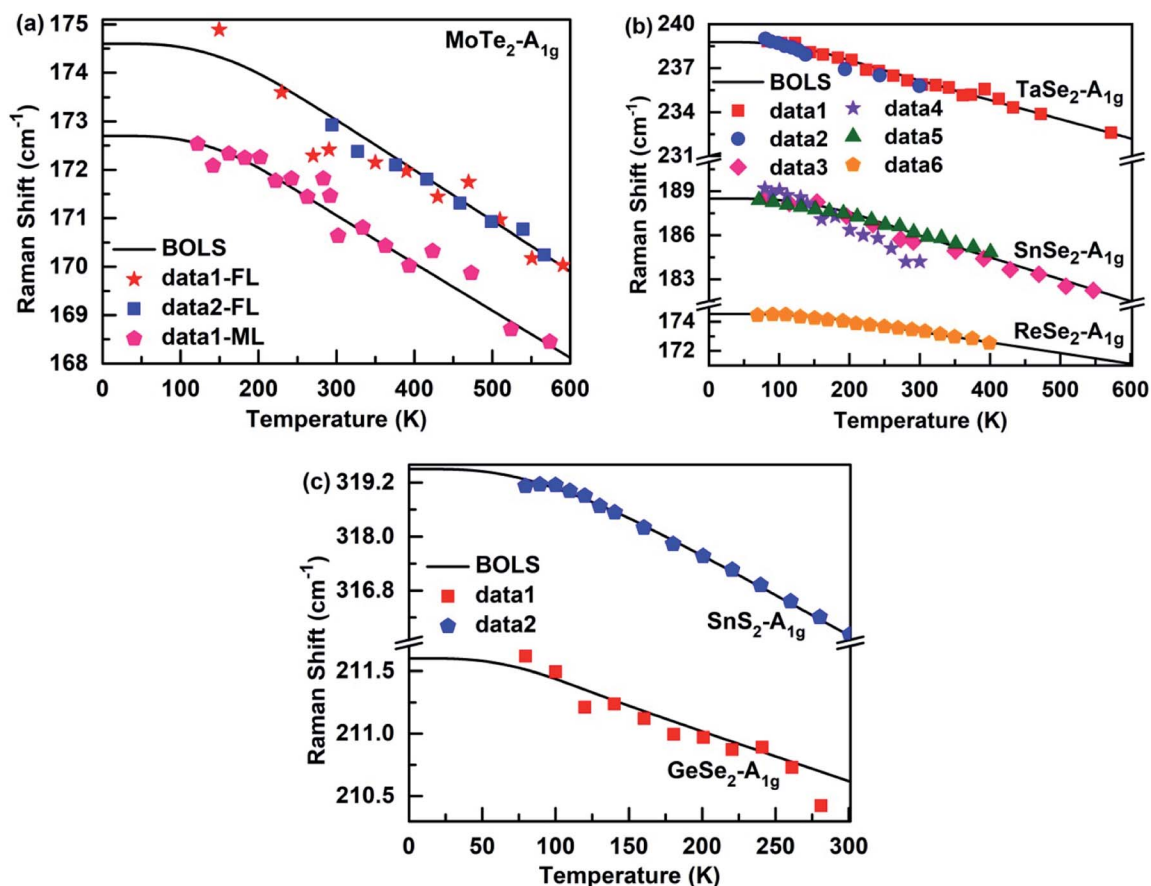 (a)
MoTe2-A1g
175
174
173
172
171
170
169
168
Raman Shift (cm-1)
BOLS
data1-FL
data2-FL
data1-ML
0 100 200 300 400 500 600
Temperature (K)
(b)
240
237
234
231
189
186
183
174
172
Raman Shift (cm-1)
BOLS
data1
data2
data3
data4
data5
data6
TaSe2-A1g
SnSe2-A1g
ReSe2-A1g
0 100 200 300 400 500 600
Temperature (K)
(c)
319.2
318.0
316.8
211.5
211.0
210.5
Raman Shift (cm-1)
BOLS
data1
data2
SnS2-A1g
GeSe2-A1g
0 50 100 150 200 250 300
Temperature (K)